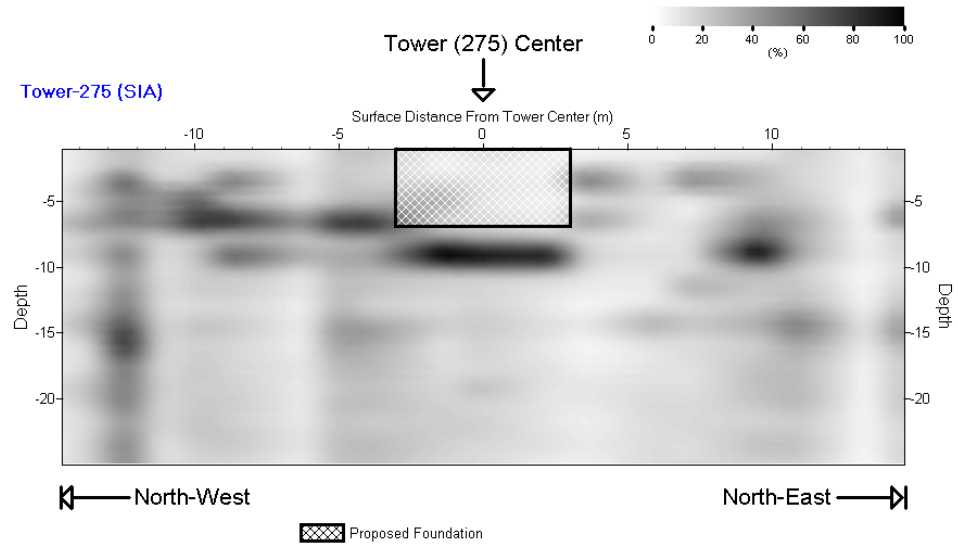 0 20 40 60 80 100
(%)
Tower (275) Center
Tower-275 (SIA)
Surface Distance From Tower Center (m)
-10 -5 0 5 10
-5 -5
-10 -10
Depth Depth
-15 -15
-20 -20
North-West North-East
Proposed Foundation